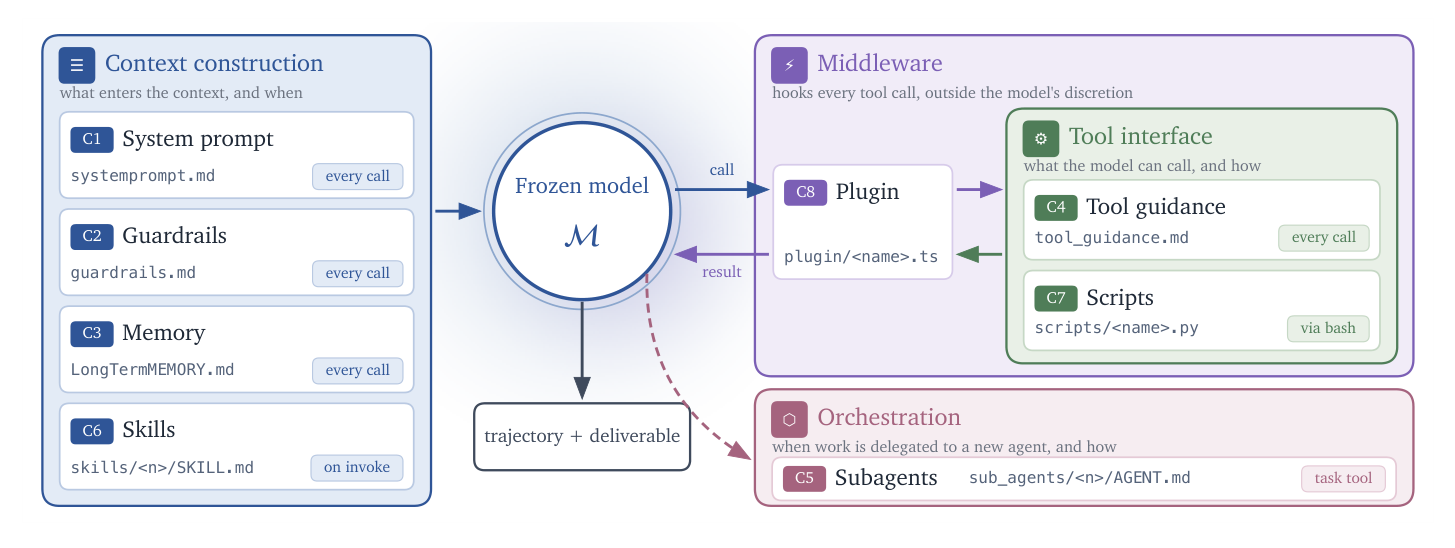 Context construction
what enters the context, and when
C1 System prompt
systemprompt.md every call
C2 Guardrails
guardrails.md every call
C3 Memory
LongTermMEMORY.md every call
C6 Skills
skills/<n>/SKILL.md on invoke
Frozen model
ℳ
call
result
trajectory + deliverable
Middleware
hooks every tool call, outside the model's discretion
C8 Plugin
plugin/<name>.ts
Tool interface
what the model can call, and how
C4 Tool guidance
tool_guidance.md every call
C7 Scripts
scripts/<name>.py via bash
Orchestration
when work is delegated to a new agent, and how
C5 Subagents sub_agents/<n>/AGENT.md task tool